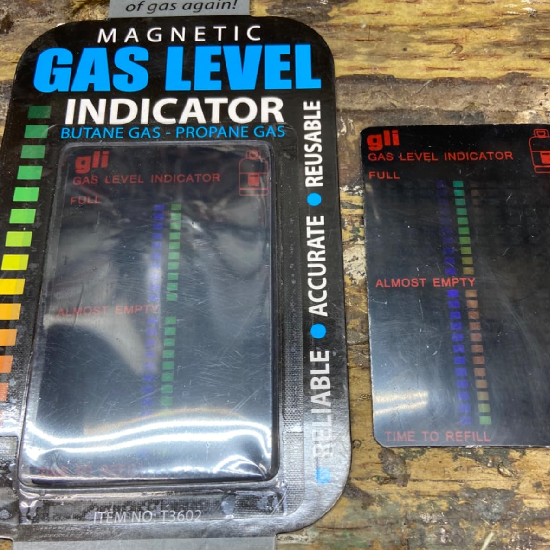 of gas again!
MAGNETIC
GAS LEVEL
INDICATOR
BUTANE GAS - PROPANE GAS
RELIABLE • ACCURATE • REUSABLE
gli
GAS LEVEL INDICATOR
FULL
ALMOST EMPTY
ITEM NO: T3602
gli
GAS LEVEL INDICATOR
FULL
ALMOST EMPTY
TIME TO REFILL